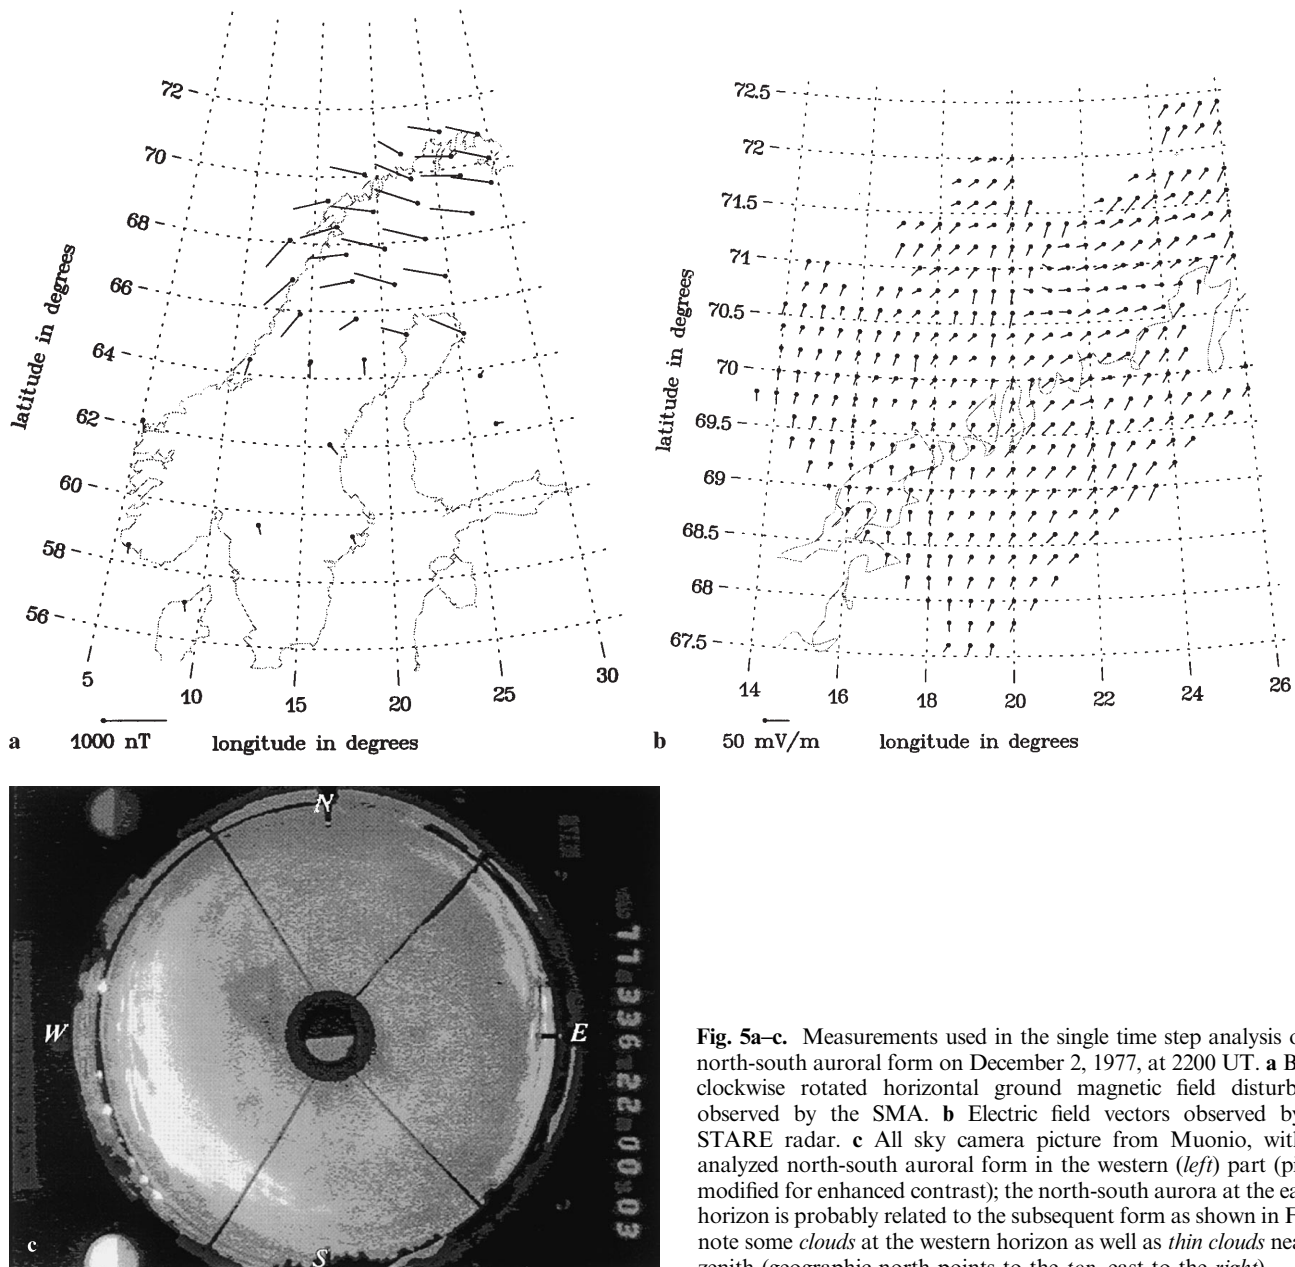 72
70
68
66
64
62
60
58
56
latitude in degrees
5
10
15
20
25
30
a 1000 nT longitude in degrees
72.5
72
71.5
71
70.5
70
69.5
69
68.5
68
67.5
latitude in degrees
14
16
18
20
22
24
26
b 50 mV/m longitude in degrees
N
W
E
S
c
77 336 22 00 03
Fig. 5a–c. Measurements used in the single time step analysis o
north-south auroral form on December 2, 1977, at 2200 UT. a B
clockwise rotated horizontal ground magnetic field disturb
observed by the SMA. b Electric field vectors observed by
STARE radar. c All sky camera picture from Muonio, with
analyzed north-south auroral form in the western (left) part (pi
modified for enhanced contrast); the north-south aurora at the ea
horizon is probably related to the subsequent form as shown in F
note some clouds at the western horizon as well as thin clouds nea
zenith (geographic north points to the top, east to the right)